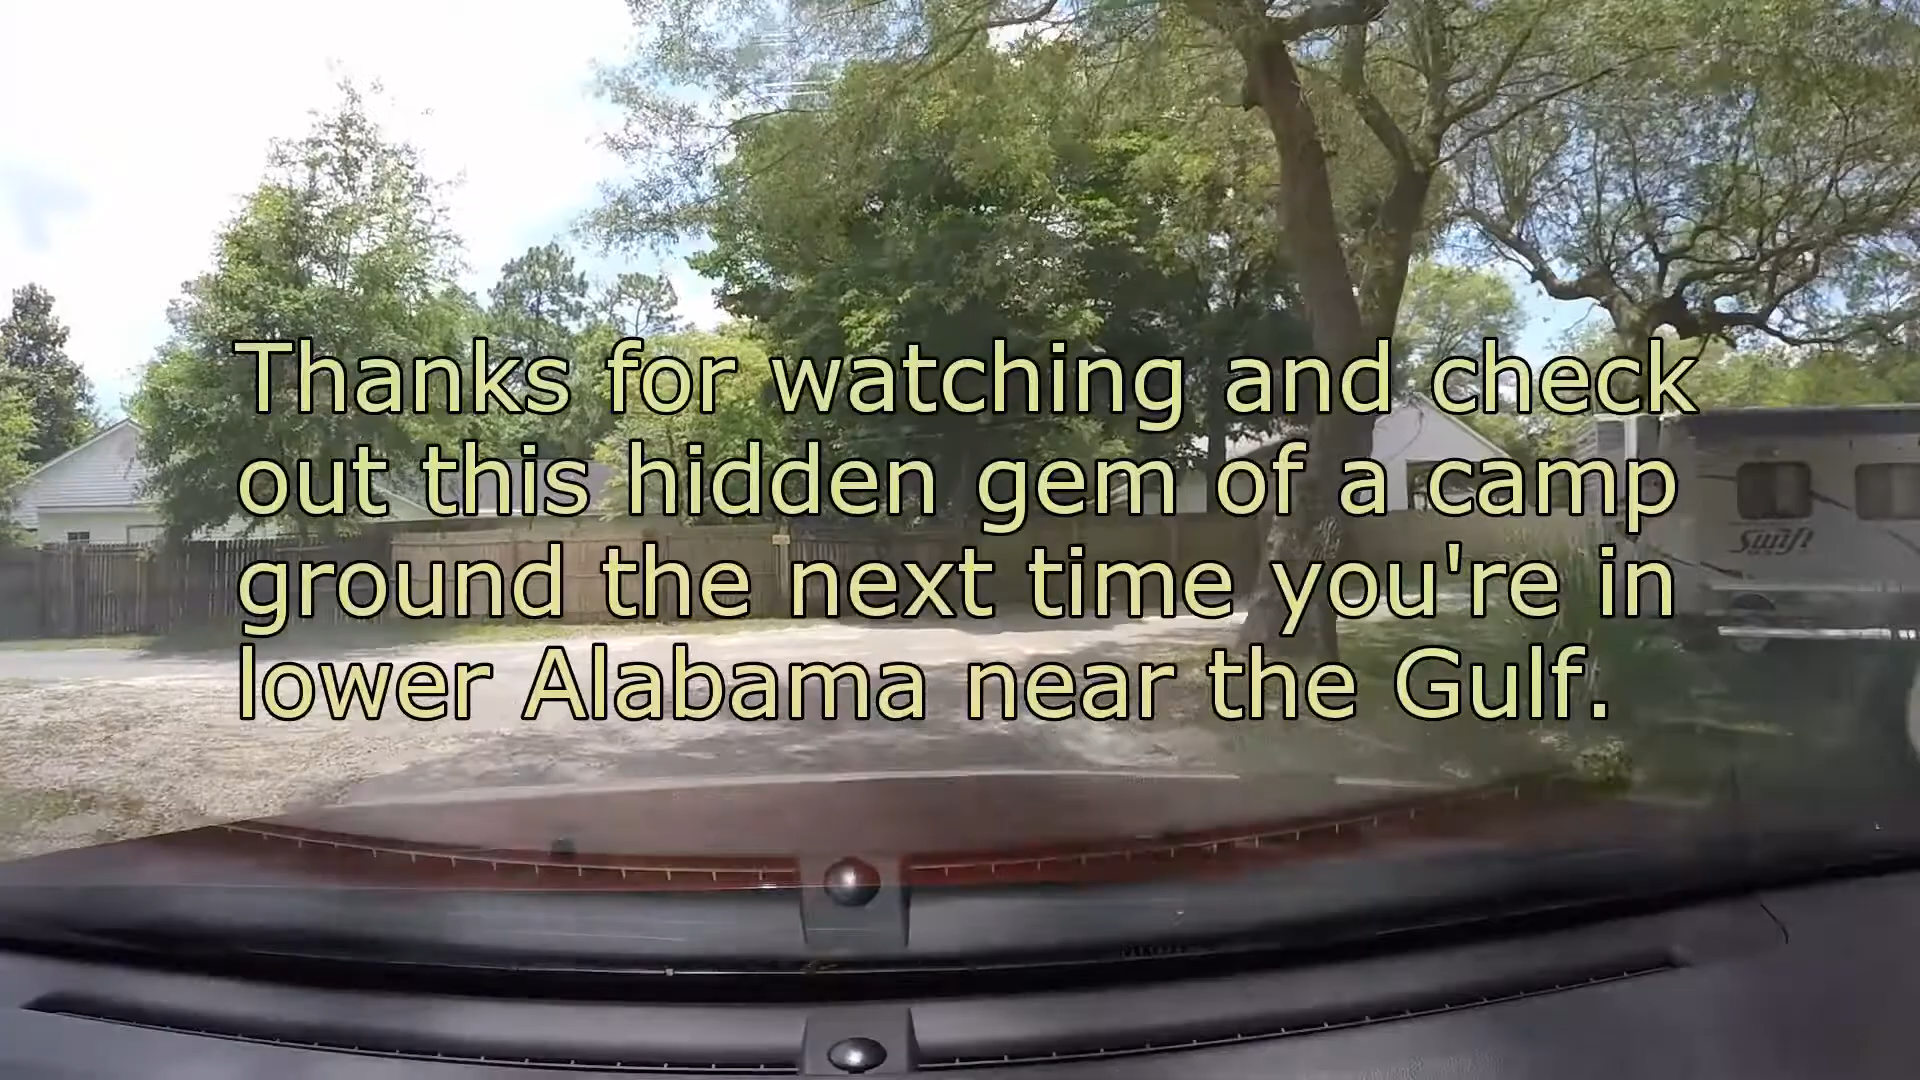 Thanks for watching and check
out this hidden gem of a camp
ground the next time you're in
lower Alabama near the Gulf.
Swift